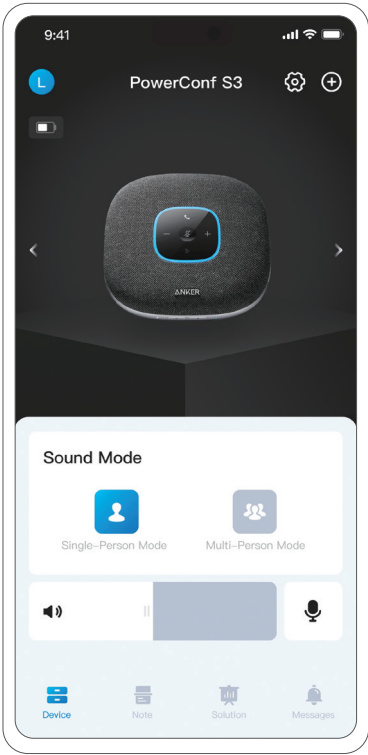 9:41
L
PowerConf S3
ANKER
Sound Mode
Single-Person Mode
Multi-Person Mode
Device
Note
Solution
Messages